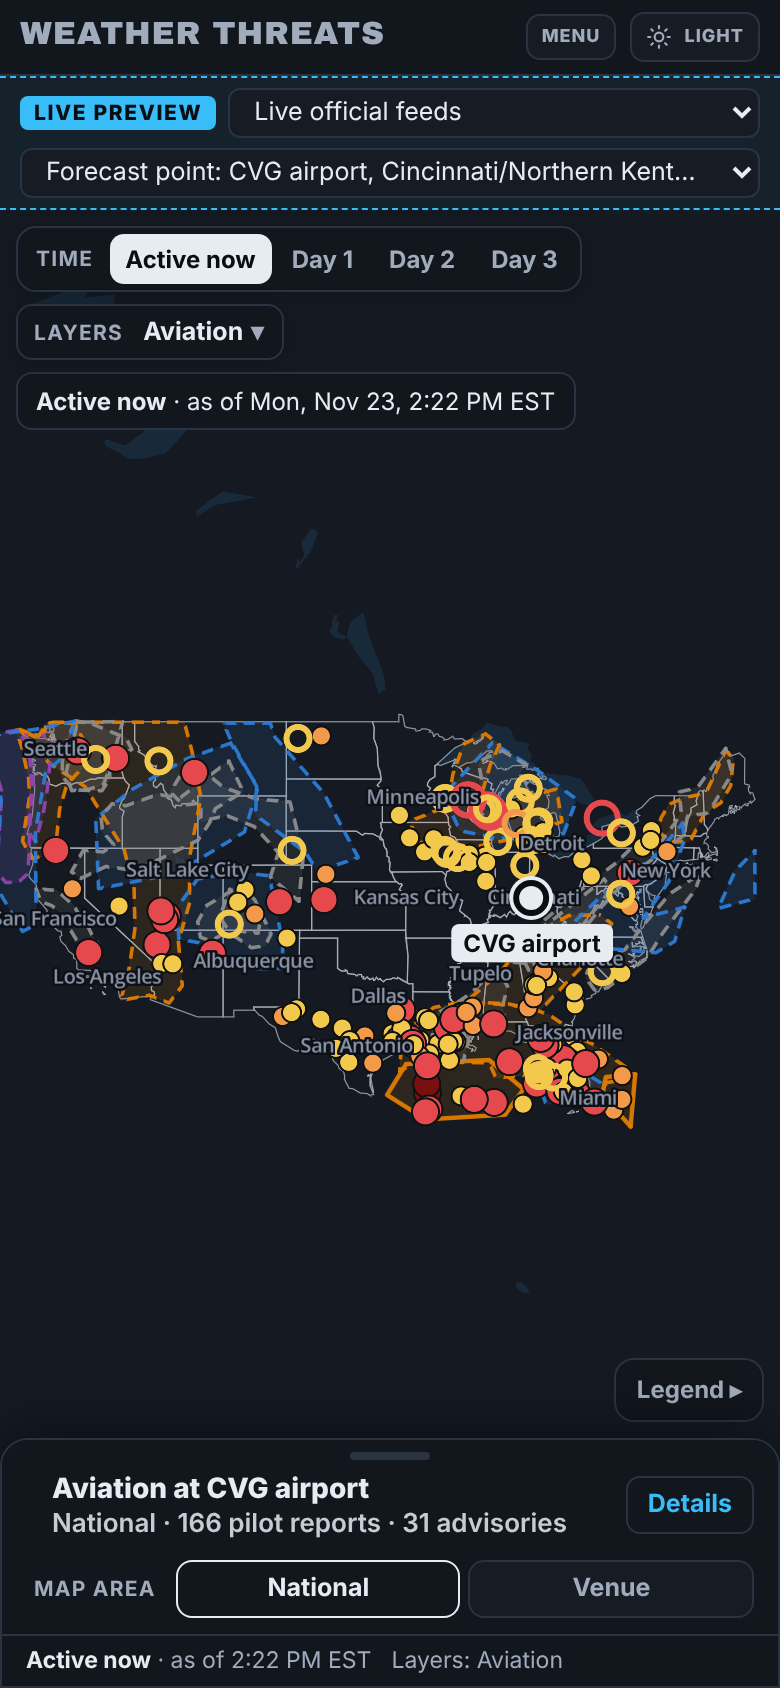 WEATHER THREATS
MENU
LIGHT
LIVE PREVIEW
Live official feeds
Forecast point: CVG airport, Cincinnati/Northern Kent...
TIME
Active now
Day 1
Day 2
Day 3
LAYERS Aviation ▾
Active now · as of Mon, Nov 23, 2:22 PM EST
Seattle
Minneapolis
Detroit
Salt Lake City
New York
Kansas City
San Francisco
CVG airport
Albuquerque
Tupelo
Los Angeles
Dallas
Jacksonville
San Antonio
Miami
Legend ▸
Aviation at CVG airport
National · 166 pilot reports · 31 advisories
Details
MAP AREA
National
Venue
Active now · as of 2:22 PM EST Layers: Aviation